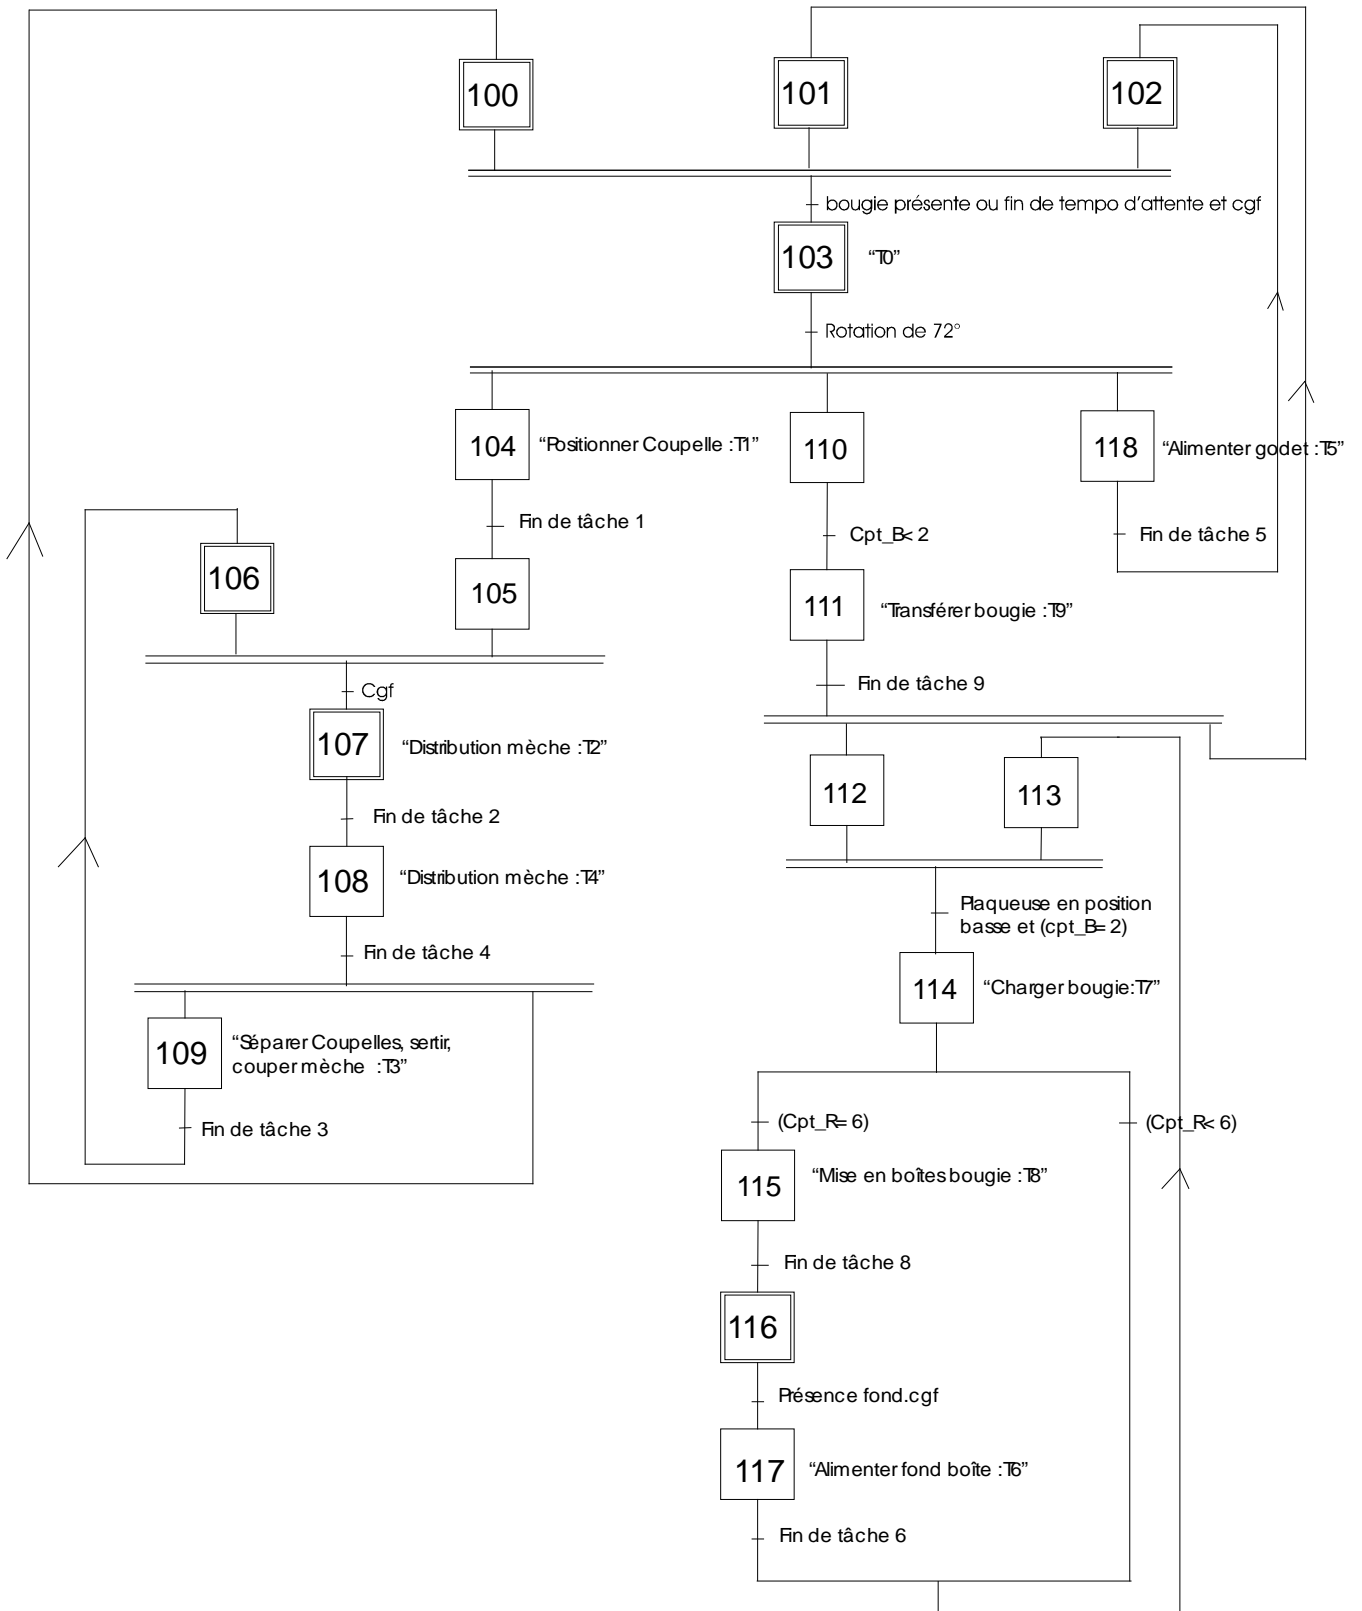 100
101
102
bougie présente ou fin de tempo d'attente et cgf
103
“T0”
Rotation de 72°
104
“Positionner Coupelle :T1”
110
118
“Alimenter godet :T5”
Fin de tâche 1
Cpt_B< 2
Fin de tâche 5
106
105
111
“Transférer bougie :T9”
Fin de tâche 9
Cgf
107
“Distribution mèche :T2”
112
113
Fin de tâche 2
108
“Distribution mèche :T4”
Plaqueuse en position
basse et (cpt_B= 2)
Fin de tâche 4
114
“Charger bougie:T7”
109
“Séparer Coupelles, sertir,
couper mèche :T3”
Fin de tâche 3
(Cpt_R= 6)
(Cpt_R< 6)
115
“Mise en boîtes bougie :T8”
Fin de tâche 8
116
Présence fond.cgf
117
“Alimenter fond boîte :T6”
Fin de tâche 6